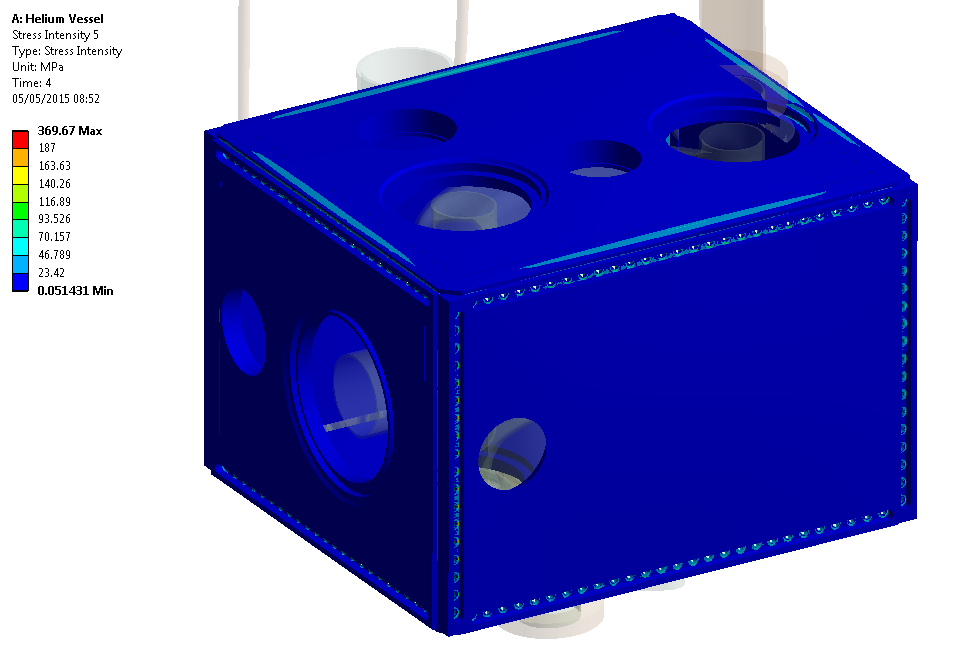 A: Helium Vessel
Stress Intensity 5
Type: Stress Intensity
Unit: MPa
Time: 4
05/05/2015 08:52
369.67 Max
187
163.63
140.26
116.89
93.526
70.157
46.789
23.42
0.051431 Min